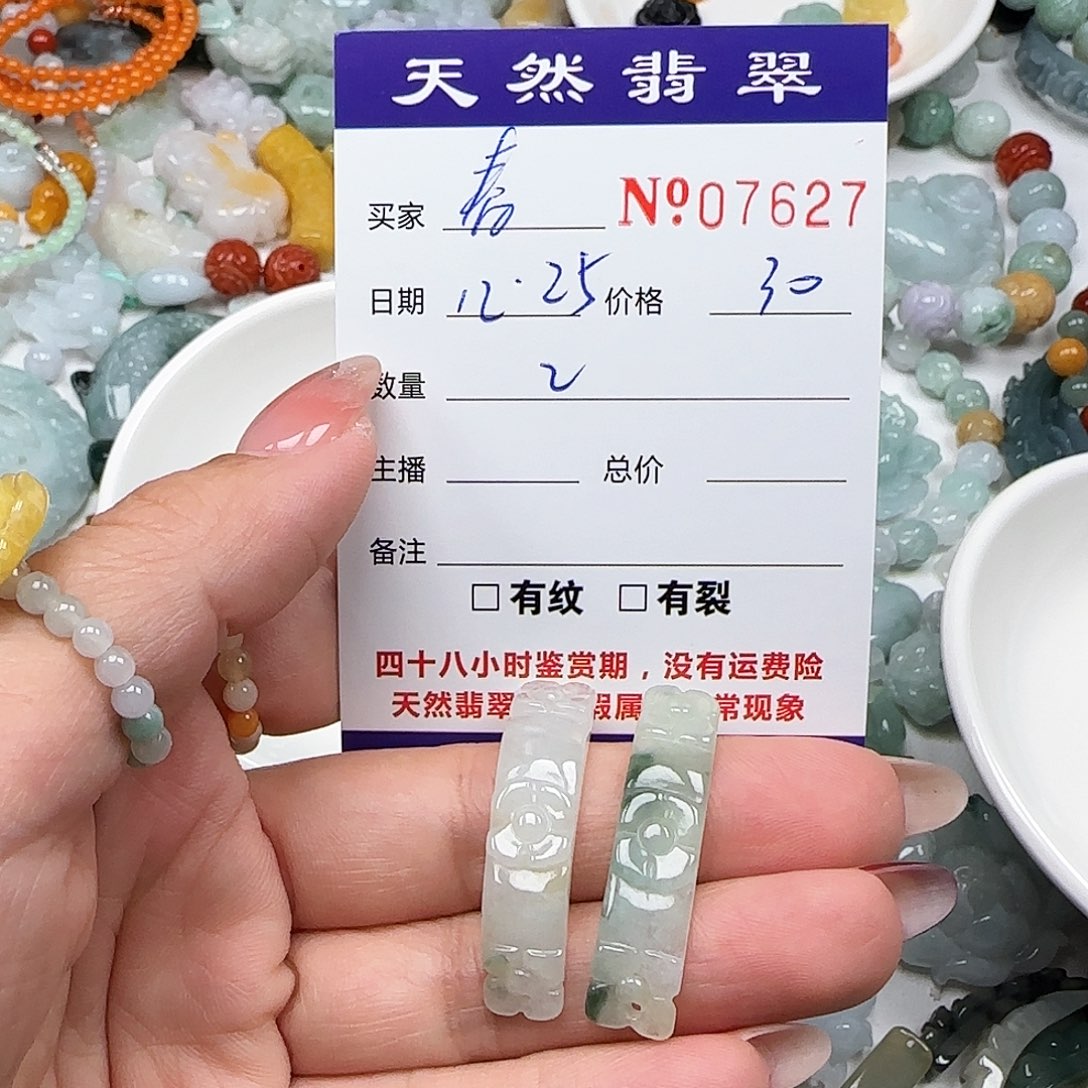 天然翡翠
买家 春 Nº07627
日期 12.25 价格 30
数量 2
主播 总价
备注
□ 有纹 □ 有裂
四十八小时鉴赏期，没有运费险
天然翡翠 瑕属 常现象